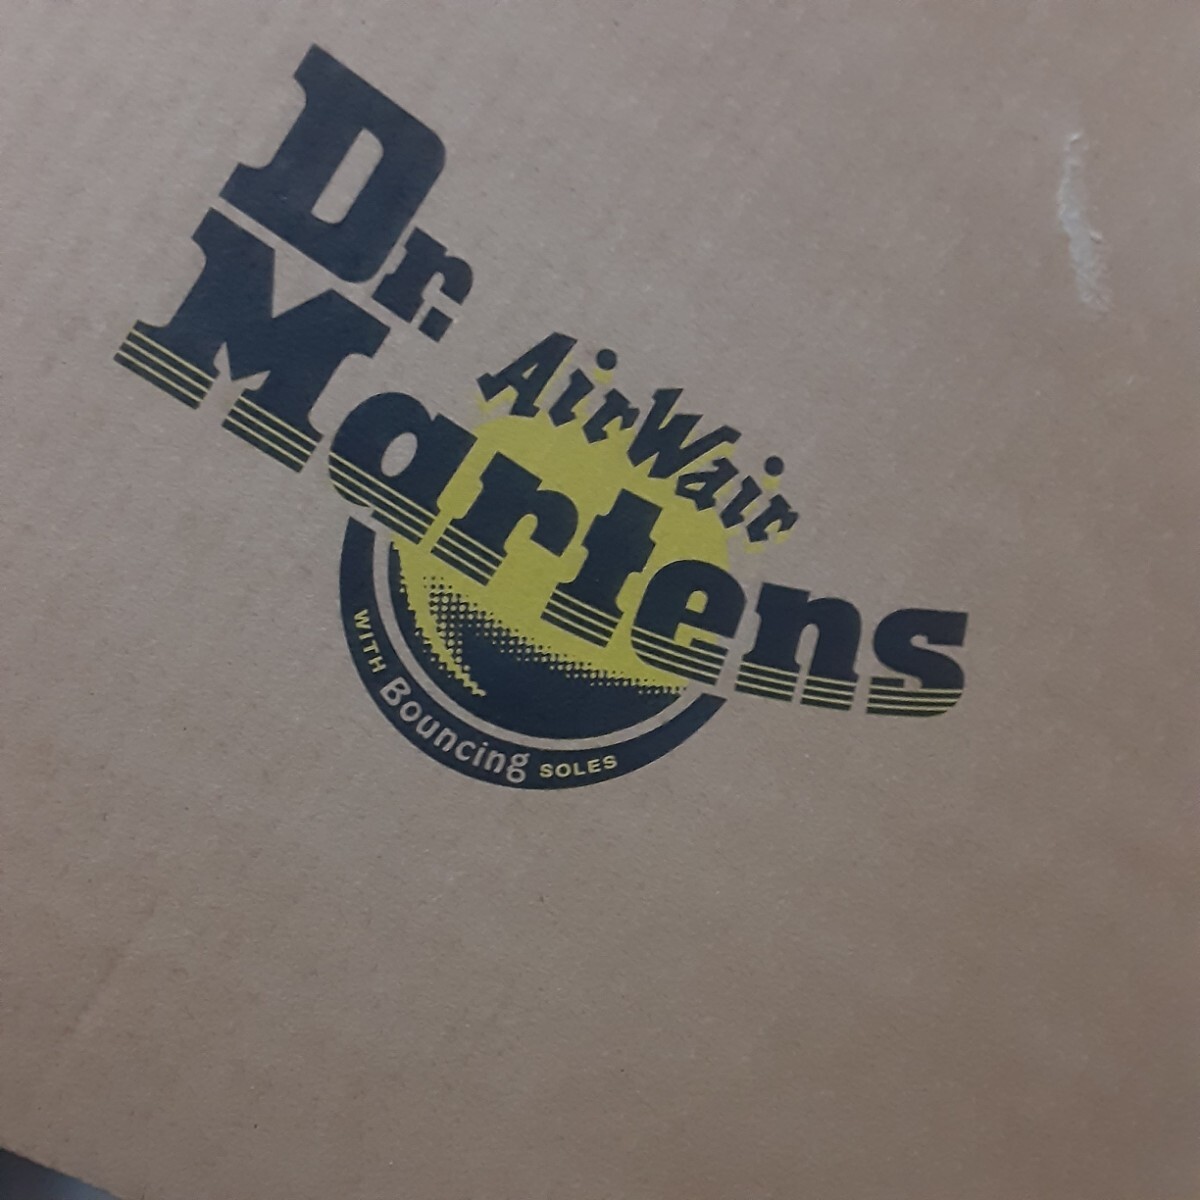 Dr.
Martens
AirWair
WITH Bouncing SOLES